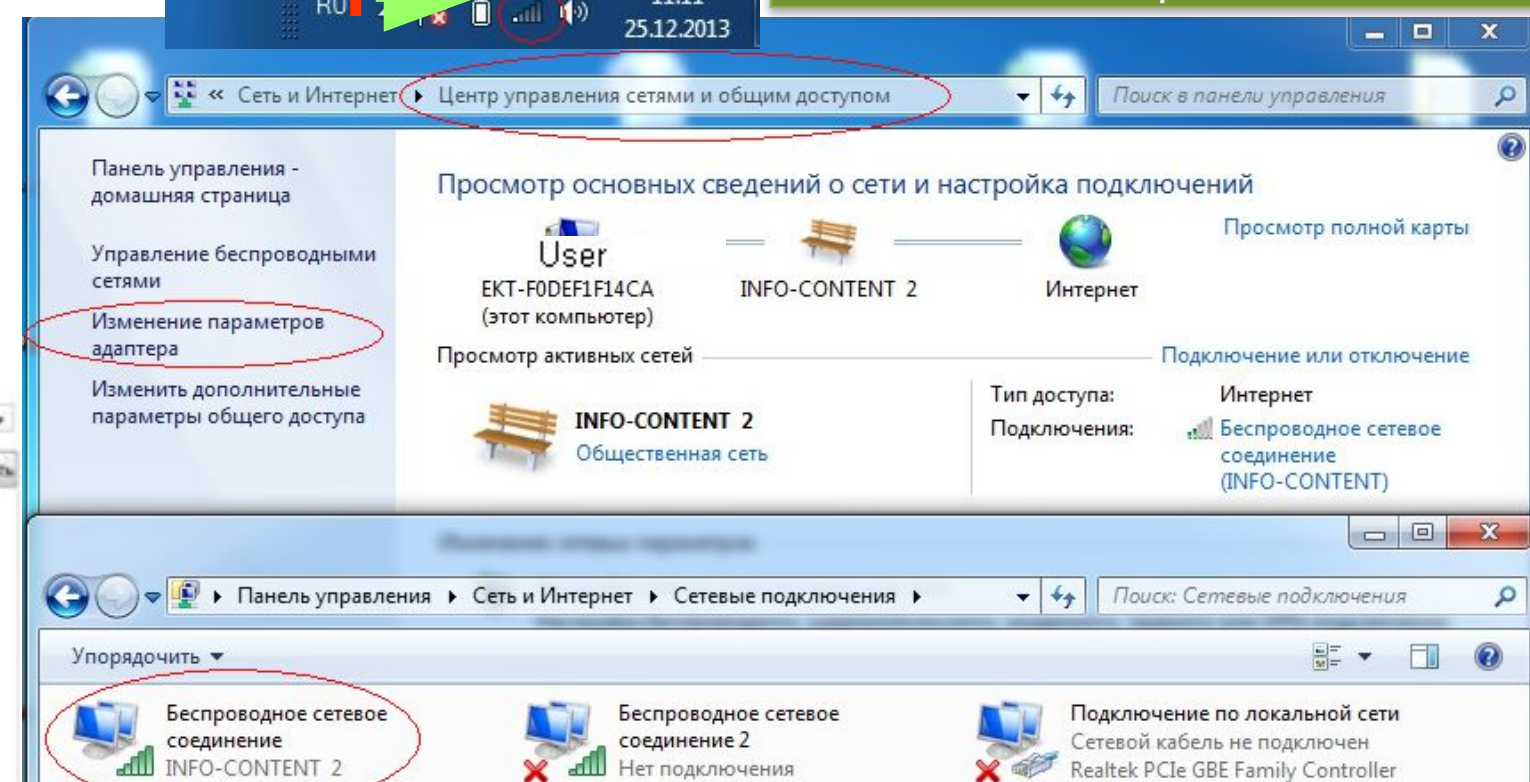 RU
11:11
25.12.2013
« Сеть и Интернет ▸ Центр управления сетями и общим доступом
Поиск в панели управления
Панель управления -
домашняя страница
Управление беспроводными
сетями
Изменение параметров
адаптера
Изменить дополнительные
параметры общего доступа
Просмотр основных сведений о сети и настройка подключений
Просмотр полной карты
User
EKT-F0DEF1F14CA
(этот компьютер)
INFO-CONTENT 2
Интернет
Просмотр активных сетей
Подключение или отключение
INFO-CONTENT 2
Общественная сеть
Тип доступа: Интернет
Подключения: Беспроводное сетевое
соединение
(INFO-CONTENT)
▸ Панель управления ▸ Сеть и Интернет ▸ Сетевые подключения ▸
Поиск: Сетевые подключения
Упорядочить ▾
Беспроводное сетевое
соединение
INFO-CONTENT 2
Беспроводное сетевое
соединение 2
Нет подключения
Подключение по локальной сети
Сетевой кабель не подключен
Realtek PCIe GBE Family Controller